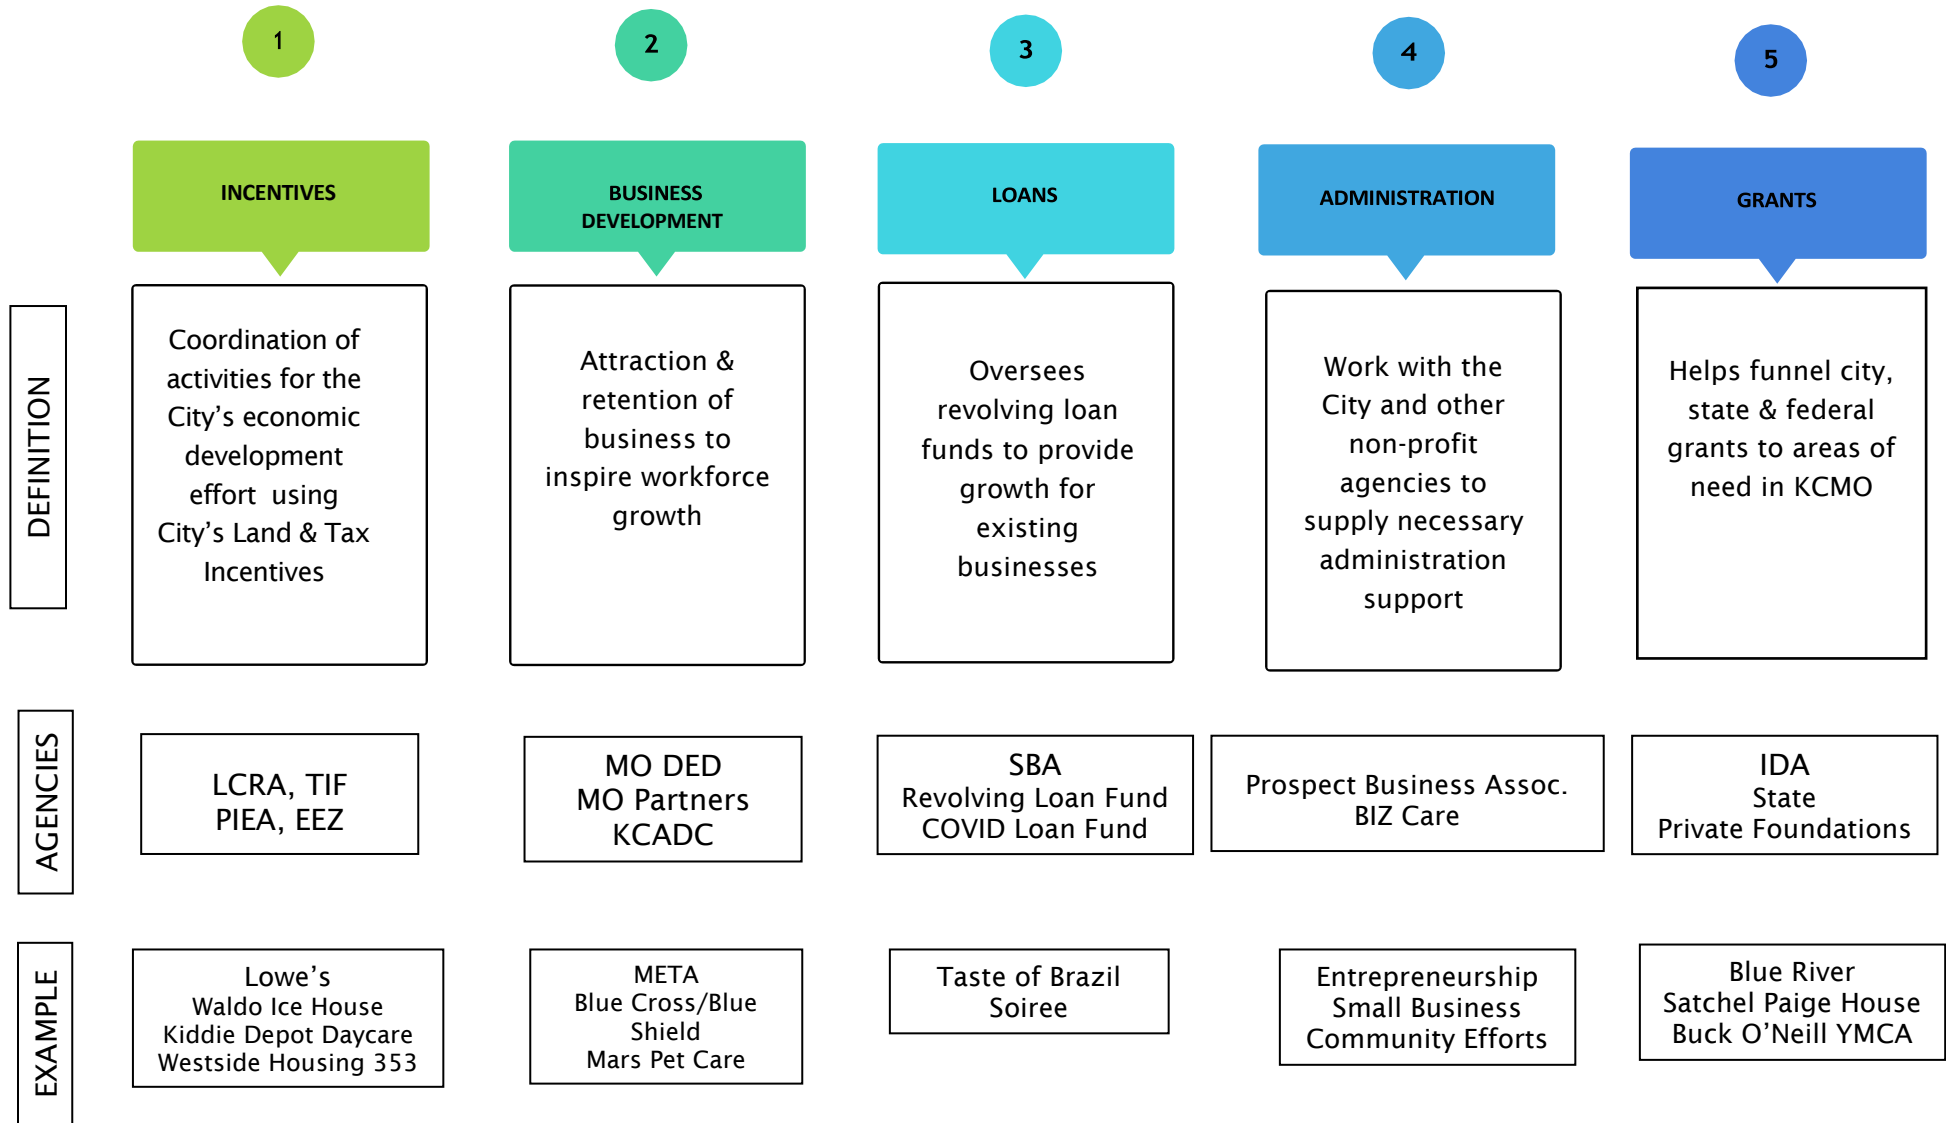 1
2
3
4
5
INCENTIVES
BUSINESS
DEVELOPMENT
LOANS
ADMINISTRATION
GRANTS
DEFINITION
Coordination of
activities for the
City’s economic
development
effort using
City’s Land & Tax
Incentives
Attraction &
retention of
business to
inspire workforce
growth
Oversees
revolving loan
funds to provide
growth for
existing
businesses
Work with the
City and other
non-profit
agencies to
supply necessary
administration
support
Helps funnel city,
state & federal
grants to areas of
need in KCMO
AGENCIES
LCRA, TIF
PIEA, EEZ
MO DED
MO Partners
KCADC
SBA
Revolving Loan Fund
COVID Loan Fund
Prospect Business Assoc.
BIZ Care
IDA
State
Private Foundations
EXAMPLE
Lowe’s
Waldo Ice House
Kiddie Depot Daycare
Westside Housing 353
META
Blue Cross/Blue
Shield
Mars Pet Care
Taste of Brazil
Soiree
Entrepreneurship
Small Business
Community Efforts
Blue River
Satchel Paige House
Buck O’Neill YMCA